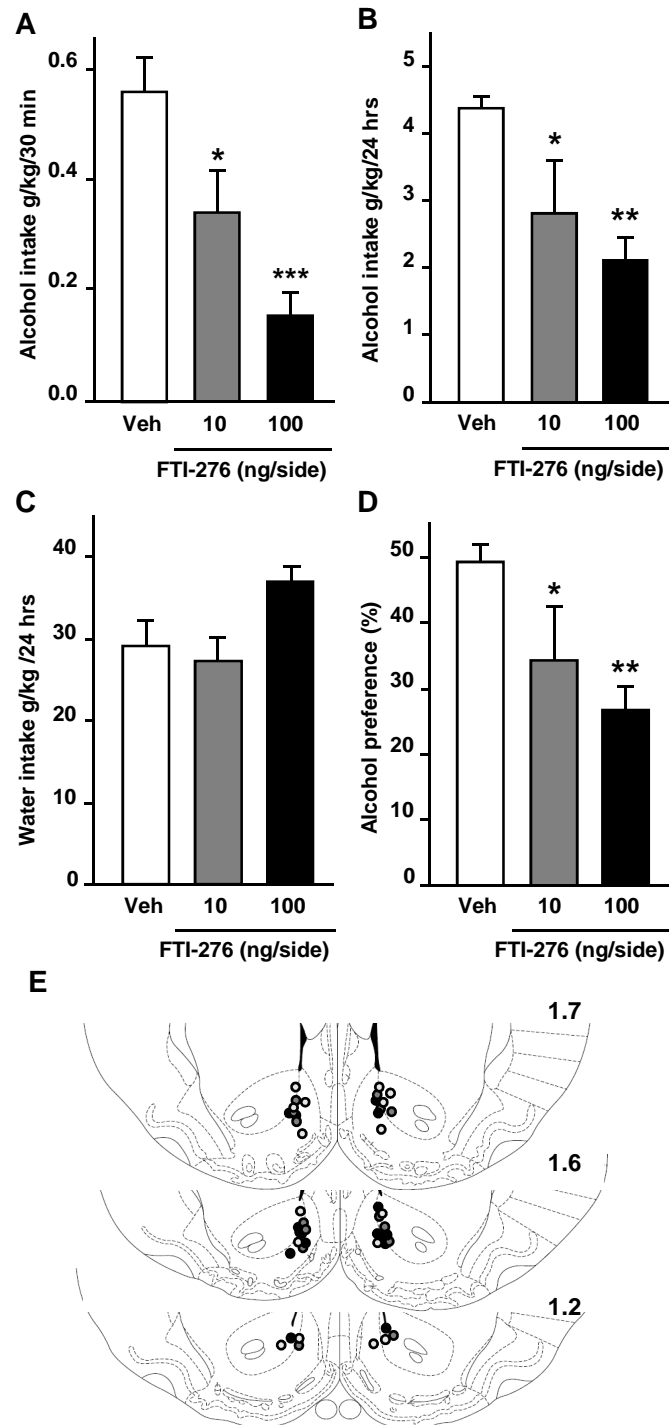 A
Alcohol intake g/kg/30 min
0.6
0.4
0.2
0.0
*
***
Veh 10 100
FTI-276 (ng/side)
B
Alcohol intake g/kg/24 hrs
5
4
3
2
1
0
*
**
Veh 10 100
FTI-276 (ng/side)
C
Water intake g/kg /24 hrs
40
30
20
10
0
Veh 10 100
FTI-276 (ng/side)
D
Alcohol preference (%)
50
40
30
20
10
0
*
**
Veh 10 100
FTI-276 (ng/side)
E
1.7
1.6
1.2